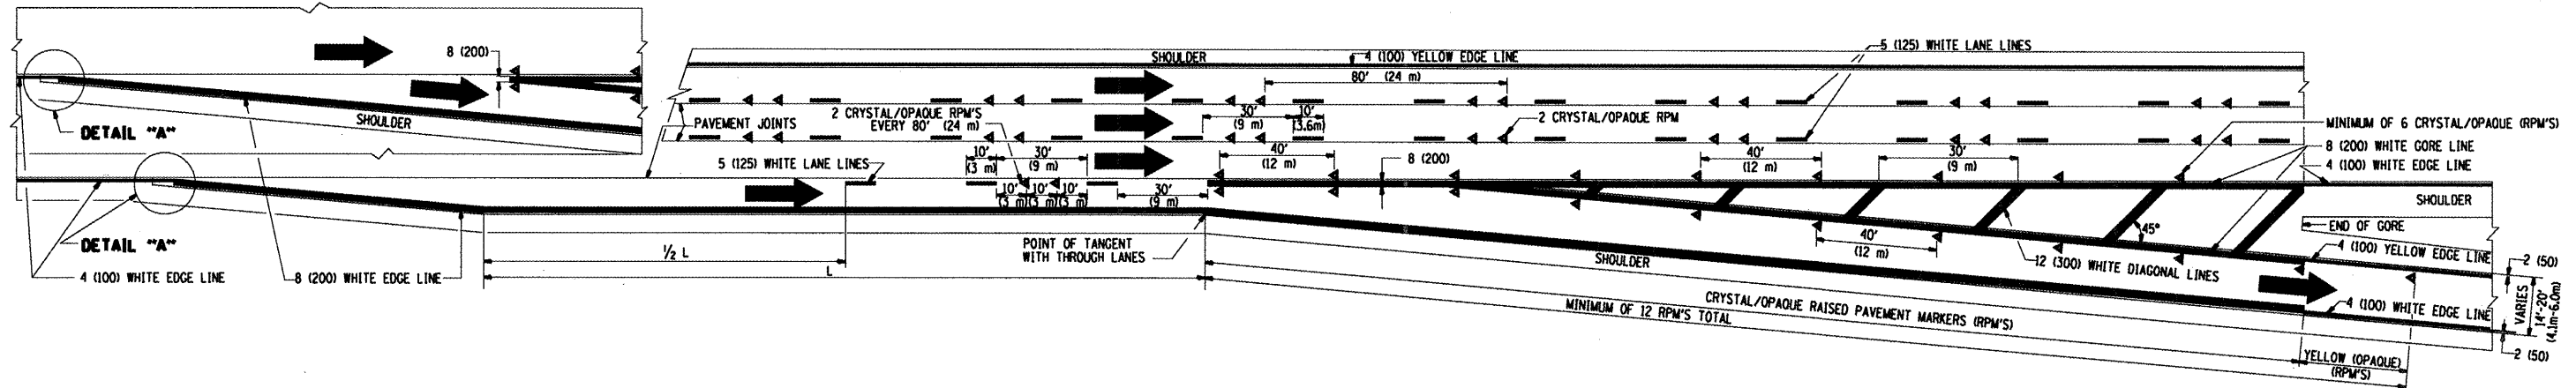 8 (200)
DETAIL "A"
SHOULDER
SHOULDER
4 (100) YELLOW EDGE LINE
5 (125) WHITE LANE LINES
80' (24 m)
PAVEMENT JOINTS
2 CRYSTAL/OPAQUE RPM'S
EVERY 80' (24 m)
30'
(9 m)
10'
(3.6m)
2 CRYSTAL/OPAQUE RPM
MINIMUM OF 6 CRYSTAL/OPAQUE (RPM'S)
8 (200) WHITE GORE LINE
4 (100) WHITE EDGE LINE
5 (125) WHITE LANE LINES
10'
(3 m)
30'
(9 m)
40'
(12 m)
8 (200)
40'
(12 m)
30'
(9 m)
10'
(3 m)
10'
(3 m)
10'
(3 m)
30'
(9 m)
SHOULDER
END OF GORE
45°
DETAIL "A"
4 (100) WHITE EDGE LINE
8 (200) WHITE EDGE LINE
1/2 L
L
POINT OF TANGENT
WITH THROUGH LANES
40'
(12 m)
SHOULDER
12 (300) WHITE DIAGONAL LINES
4 (100) YELLOW EDGE LINE
2 (50)
CRYSTAL/OPAQUE RAISED PAVEMENT MARKERS (RPM'S)
MINIMUM OF 12 RPM'S TOTAL
4 (100) WHITE EDGE LINE
VARIES
14'-20'
(4.1m-6.0m)
2 (50)
YELLOW (OPAQUE)
(RPM'S)